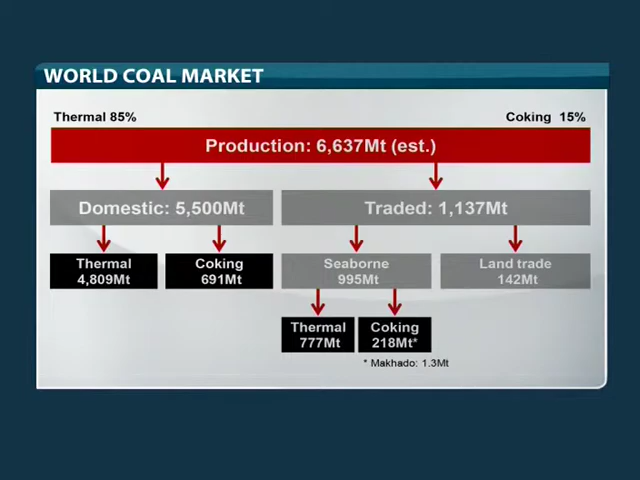 WORLD COAL MARKET
Thermal 85%
Coking 15%
Production: 6,637Mt (est.)
Domestic: 5,500Mt
Traded: 1,137Mt
Thermal
4,809Mt
Coking
691Mt
Seaborne
995Mt
Land trade
142Mt
Thermal
777Mt
Coking
218Mt*
* Makhado: 1.3Mt